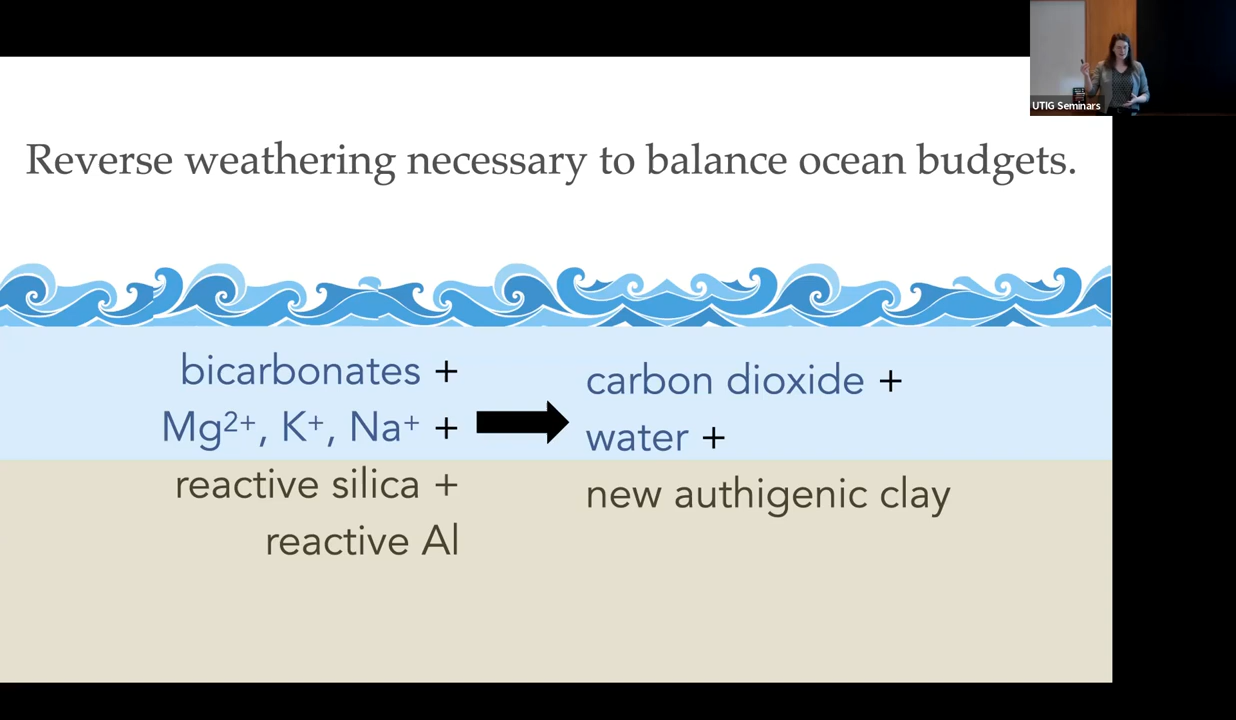 UTIG Seminars
Reverse weathering necessary to balance ocean budgets.
bicarbonates +
Mg²⁺, K⁺, Na⁺ +
reactive silica +
reactive Al
carbon dioxide +
water +
new authigenic clay